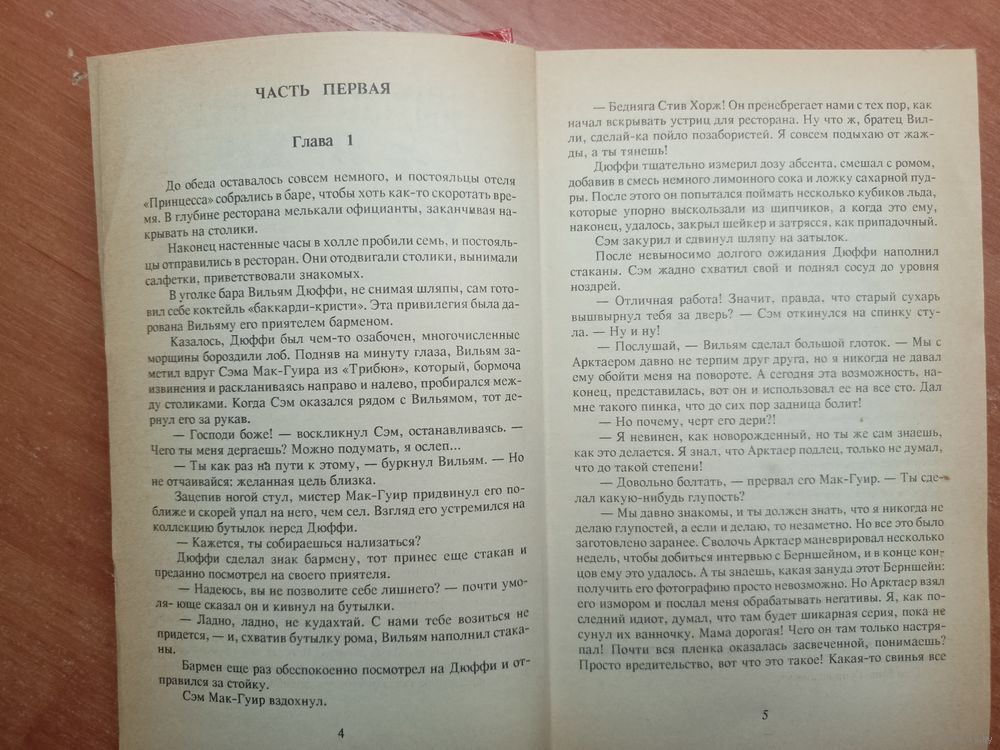 ЧАСТЬ ПЕРВАЯ
Глава 1
До обеда оставалось совсем немного, и постояльцы отеля
«Принцесса» собрались в баре, чтобы хоть как-то скоротать вре-
мя. В глубине ресторана мелькали официанты, заканчивая на-
крывать на столики.
Наконец настенные часы в холле пробили семь, и постояль-
цы отправились в ресторан. Они отодвигали столики, вынимали
салфетки, приветствовали знакомых.
В уголке бара Вильям Дюффи, не снимая шляпы, сам гото-
вил себе коктейль «баккарди-кристи». Эта привилегия была да-
рована Вильяму его приятелем барменом.
Казалось, Дюффи был чем-то озабочен, многочисленные
морщины бороздили лоб. Подняв на минуту глаза, Вильям за-
метил вдруг Сэма Мак-Гуира из «Трибюн», который, бормоча
извинения и раскланиваясь направо и налево, пробирался меж-
ду столиками. Когда Сэм оказался рядом с Вильямом, тот де-
рнул его за рукав.
— Господи боже! — воскликнул Сэм, останавливаясь. —
Чего ты меня дергаешь? Можно подумать, я ослеп...
— Ты как раз на пути к этому, — буркнул Вильям. — Но
не отчаивайся: желанная цель близка.
Зацепив ногой стул, мистер Мак-Гуир придвинул его по-
ближе и скорей упал на него, чем сел. Взгляд его устремился на
коллекцию бутылок перед Дюффи.
— Кажется, ты собираешься нализаться?
Дюффи сделал знак бармену, тот принес еще стакан и
преданно посмотрел на своего приятеля.
— Надеюсь, вы не позволите себе лишнего? — почти умо-
ля- юще сказал он и кивнул на бутылки.
— Ладно, ладно, не кудахтай. С нами тебе возиться не
придется, — и, схватив бутылку рома, Вильям наполнил стака-
ны.
Бармен еще раз обеспокоенно посмотрел на Дюффи и от-
правился за стойку.
Сэм Мак-Гуир вздохнул.
4
— Бедняга Стив Хорж! Он пренебрегает нами с тех пор, как
начал вскрывать устриц для ресторана. Ну что ж, братец Вил-
ли, сделай-ка пойло позабористей. Я совсем подыхаю от жаж-
ды, а ты тянешь!
Дюффи тщательно измерил дозу абсента, смешал с ромом,
добавив в смесь немного лимонного сока и ложку сахарной пуд-
ры. После этого он попытался поймать несколько кубиков льда,
которые упорно выскользали из щипчиков, а когда это ему,
наконец, удалось, закрыл шейкер и затрясся, как припадочный.
Сэм закурил и сдвинул шляпу на затылок.
После невыносимо долгого ожидания Дюффи наполнил
стаканы. Сэм жадно схватил свой и поднял сосуд до уровня
ноздрей.
— Отличная работа! Значит, правда, что старый сухарь
вышвырнул тебя за дверь? — Сэм откинулся на спинку сту-
ла. — Ну и ну!
— Послушай, — Вильям сделал большой глоток. — Мы с
Арктаером давно не терпим друг друга, но я никогда не давал
ему обойти меня на повороте. А сегодня эта возможность, на-
конец, представилась, вот он и использовал ее на все сто. Дал
мне такого пинка, что до сих пор задница болит!
— Но почему, черт его дери?!
— Я невинен, как новорожденный, но ты же сам знаешь,
как это делается. Я знал, что Арктаер подлец, только не думал,
что до такой степени!
— Довольно болтать, — прервал его Мак-Гуир. — Ты сде-
лал какую-нибудь глупость?
— Мы давно знакомы, и ты должен знать, что я никогда не
делаю глупостей, а если и делаю, то незаметно. Но все это было
заготовлено заранее. Сволочь Арктаер маневрировал несколько
недель, чтобы добиться интервью с Бернштейном, и в конце кон-
цов ему это удалось. А ты знаешь, какая зануда этот Берншейн:
получить его фотографию просто невозможно. Но Арктаер взял
его измором и послал меня обрабатывать негативы. Я, как по-
следний идиот, думал, что там будет шикарная серия, пока не
сунул их в ванночку. Мама дорогая! Чего он там только настря-
пал! Почти вся пленка оказалась засвеченной, понимаешь?
Просто вредительство, вот что это такое! Какая-то свинья все
5